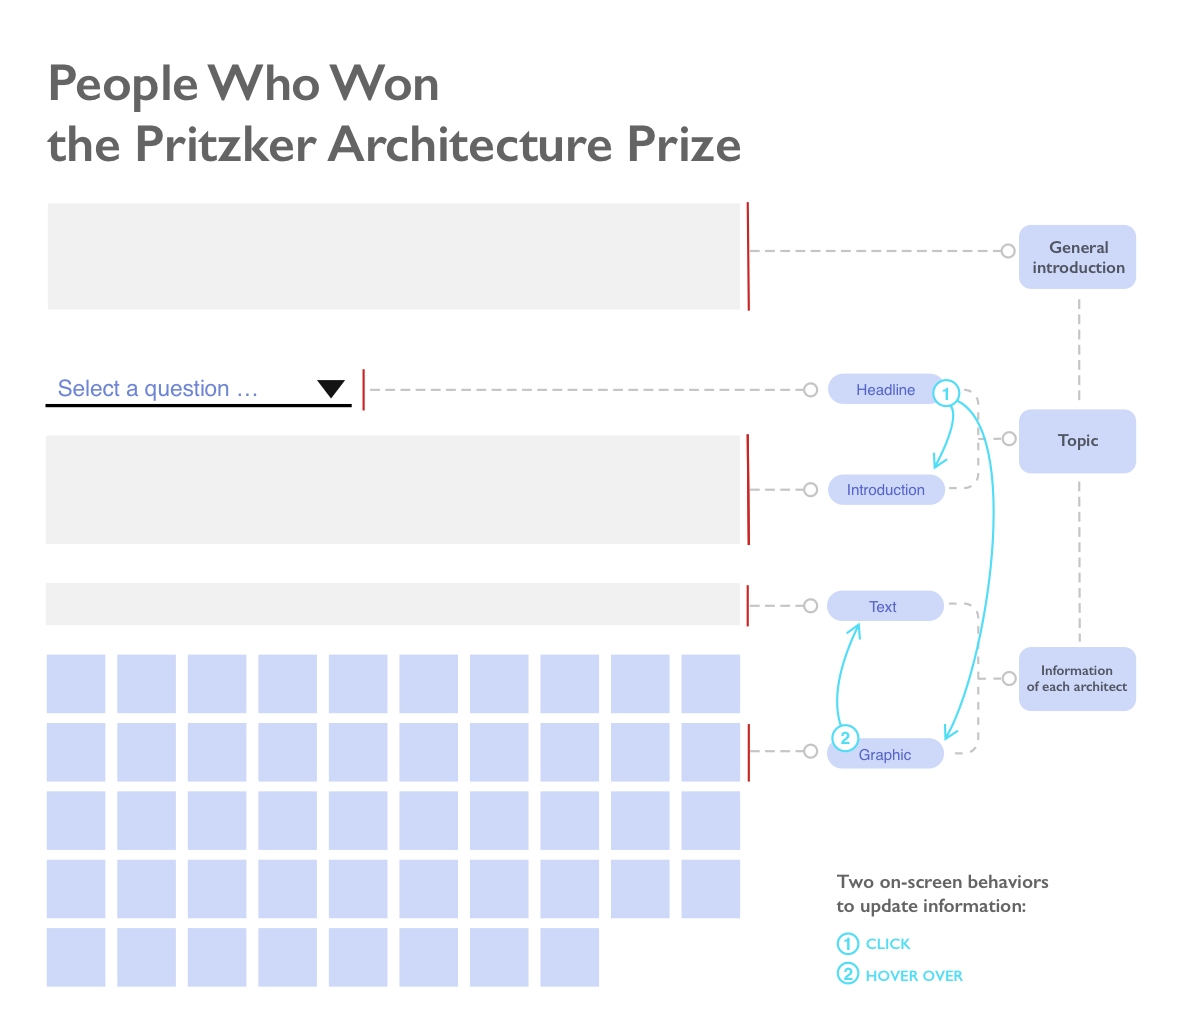 People Who Won
the Pritzker Architecture Prize
General
introduction
Select a question …
Headline
1
Topic
Introduction
Text
Information
of each architect
2
Graphic
Two on-screen behaviors
to update information:
1 CLICK
2 HOVER OVER